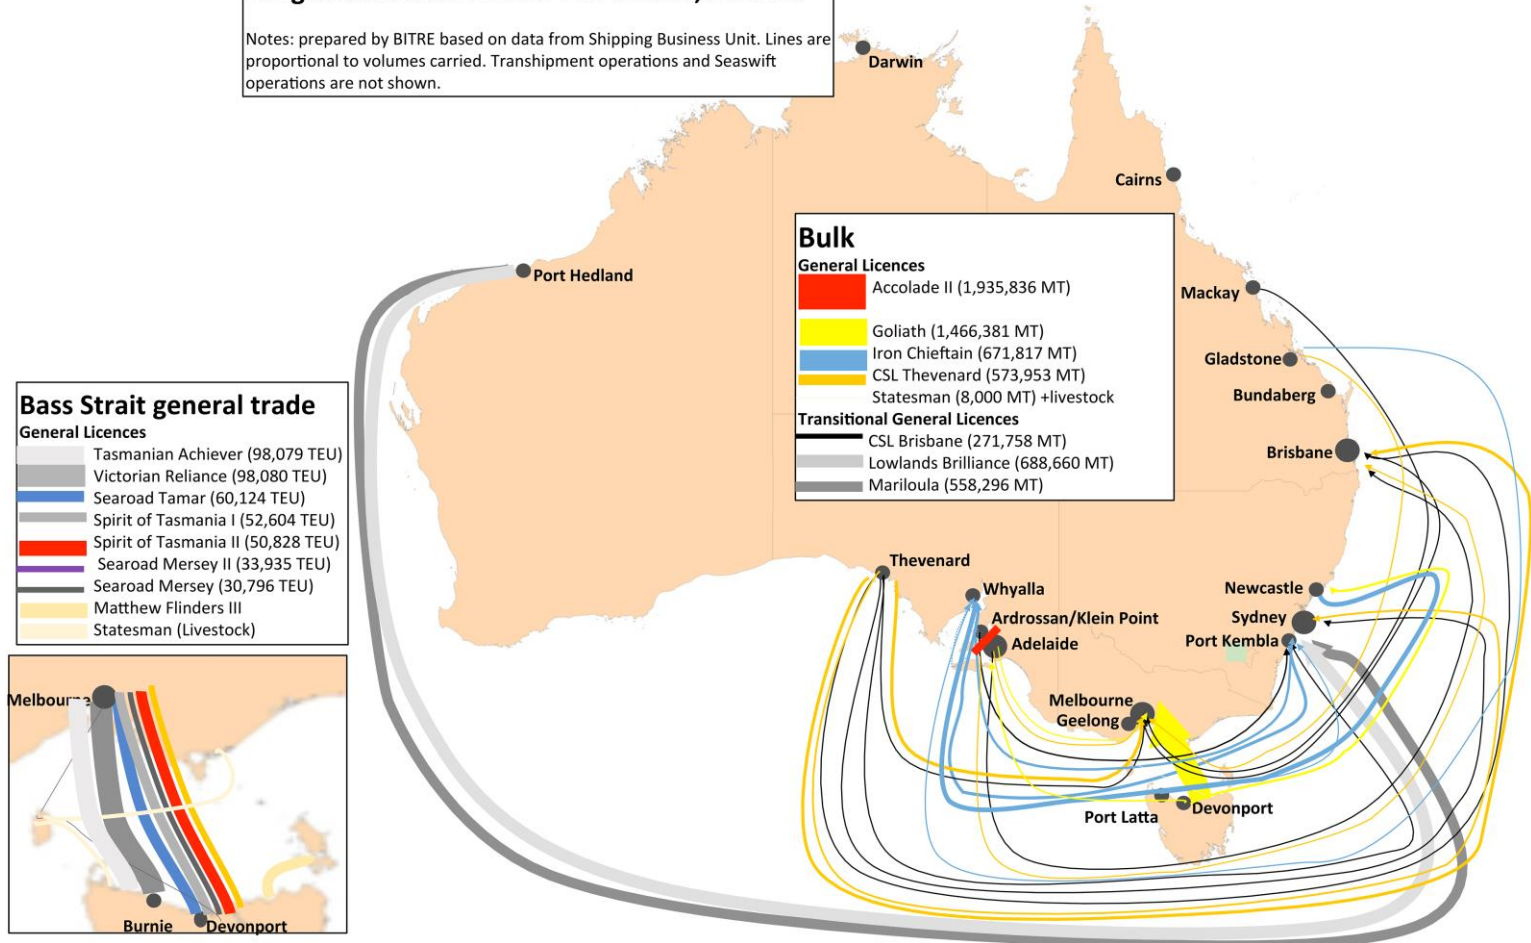 Notes: prepared by BITRE based on data from Shipping Business Unit. Lines are
proportional to volumes carried. Transhipment operations and Seaswift
operations are not shown.
Darwin
Cairns
Port Hedland
Mackay
Gladstone
Bundaberg
Brisbane
Bulk
General Licences
Accolade II (1,935,836 MT)
Goliath (1,466,381 MT)
Iron Chieftain (671,817 MT)
CSL Thevenard (573,953 MT)
Statesman (8,000 MT) +livestock
Transitional General Licences
CSL Brisbane (271,758 MT)
Lowlands Brilliance (688,660 MT)
Mariloula (558,296 MT)
Bass Strait general trade
General Licences
Tasmanian Achiever (98,079 TEU)
Victorian Reliance (98,080 TEU)
Searoad Tamar (60,124 TEU)
Spirit of Tasmania I (52,604 TEU)
Spirit of Tasmania II (50,828 TEU)
Searoad Mersey II (33,935 TEU)
Searoad Mersey (30,796 TEU)
Matthew Flinders III
Statesman (Livestock)
Thevenard
Whyalla
Ardrossan/Klein Point
Adelaide
Newcastle
Sydney
Port Kembla
Melbourne
Geelong
Port Latta
Devonport
Melbourne
Burnie
Devonport